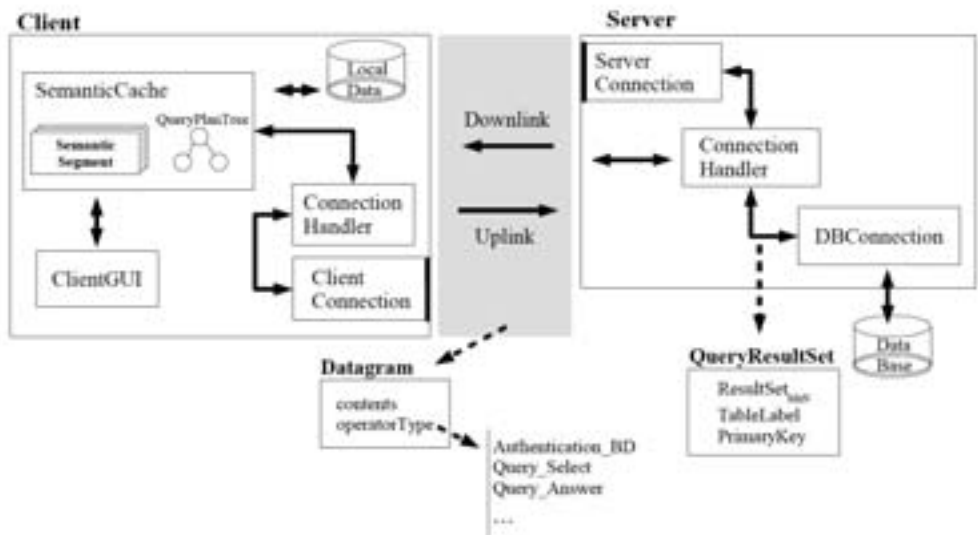 Client
Server
Local
Data
SemanticCache
QueryPlanTree
Semantic
Segment
Connection
Handler
ClientGUI
Client
Connection
Downlink
Uplink
Server
Connection
Connection
Handler
DBConnection
Data
Base
Datagram
contents
operatorType
Authentication_BD
Query_Select
Query_Answer
...
QueryResultSet
ResultSet
TableLabel
PrimaryKey